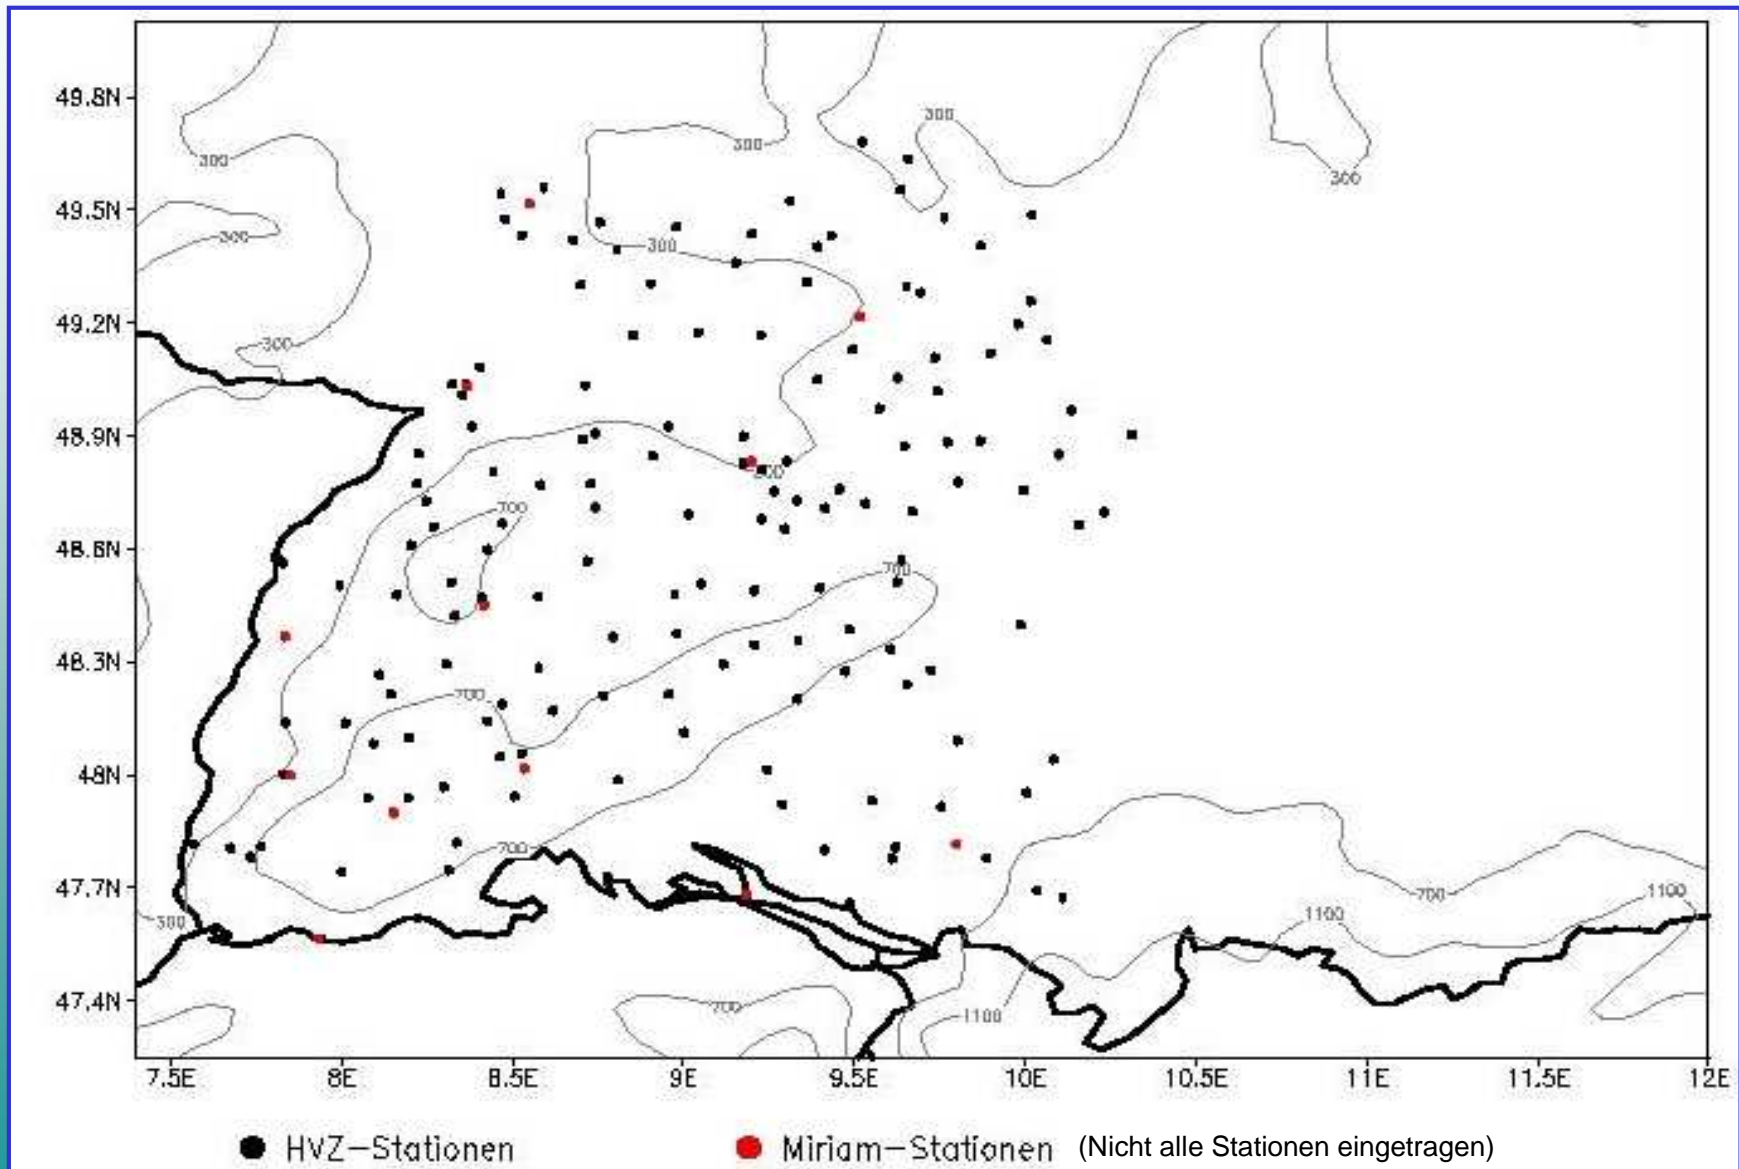 49.8N
300
300
300
300
49.5N
300
300
49.2N
300
48.9N
300
700
48.6N
700
48.3N
700
48N
700
47.7N
700
1100
300
1100
47.4N
700
1100
7.5E 8E 8.5E 9E 9.5E 10E 10.5E 11E 11.5E 12E
HVZ-Stationen Miriam-Stationen (Nicht alle Stationen eingetragen)